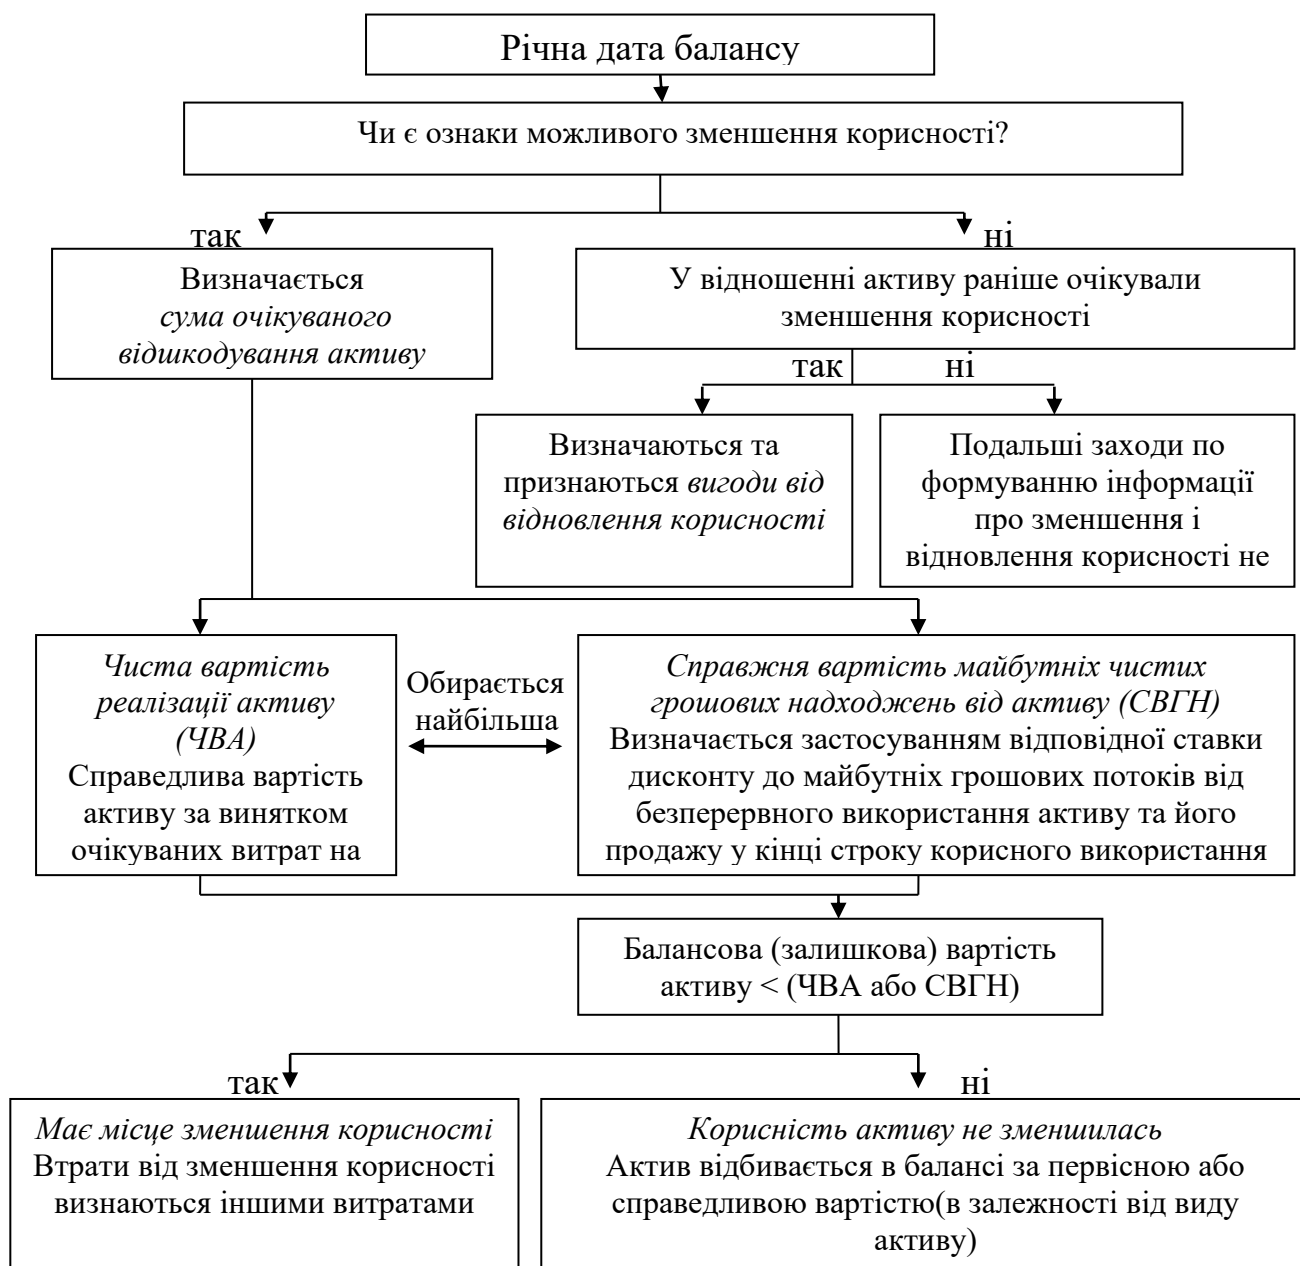 Річна дата балансу
Чи є ознаки можливого зменшення корисності?
так
ні
Визначається
сума очікуваного
відшкодування активу
У відношенні активу раніше очікували
зменшення корисності
так
ні
Визначаються та
признаються вигоди від
відновлення корисності
Подальші заходи по
формуванню інформації
про зменшення і
відновлення корисності не
Чиста вартість
реалізації активу
(ЧВА)
Справедлива вартість
активу за винятком
очікуваних витрат на
Обирається
найбільша
Справжня вартість майбутніх чистих
грошових надходжень від активу (СВГН)
Визначається застосуванням відповідної ставки
дисконту до майбутніх грошових потоків від
безперервного використання активу та його
продажу у кінці строку корисного використання
Балансова (залишкова) вартість
активу < (ЧВА або СВГН)
так
ні
Має місце зменшення корисності
Втрати від зменшення корисності
визнаються іншими витратами
Корисність активу не зменшилась
Актив відбивається в балансі за первісною або
справедливою вартістю(в залежності від виду
активу)